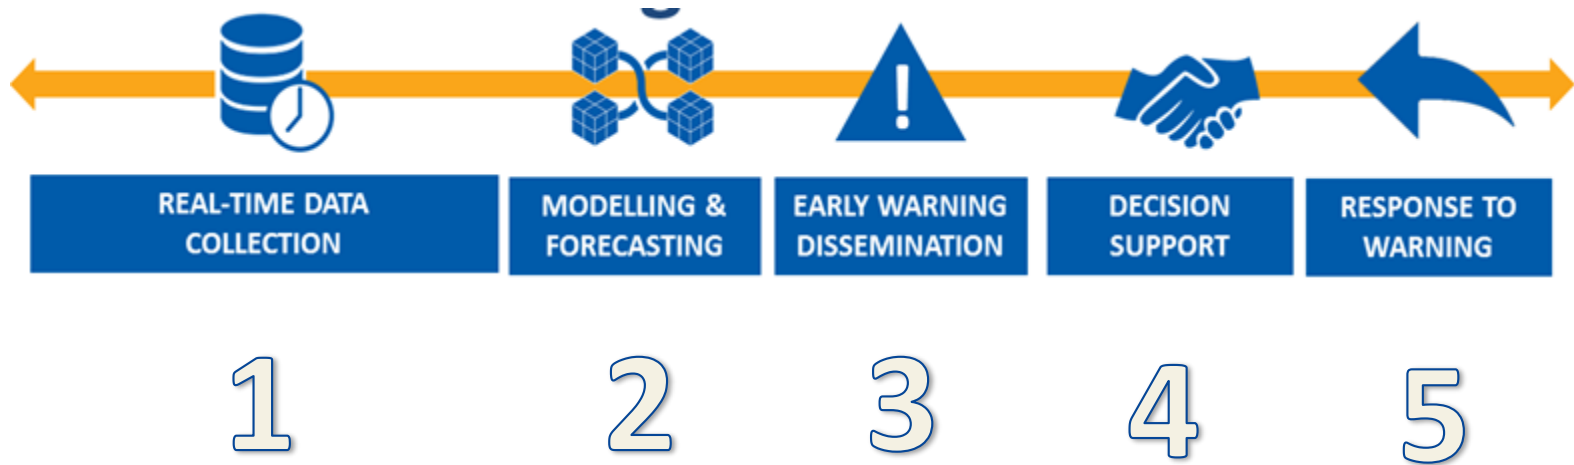 REAL-TIME DATA
COLLECTION
MODELLING &
FORECASTING
EARLY WARNING
DISSEMINATION
DECISION
SUPPORT
RESPONSE TO
WARNING
1
2
3
4
5